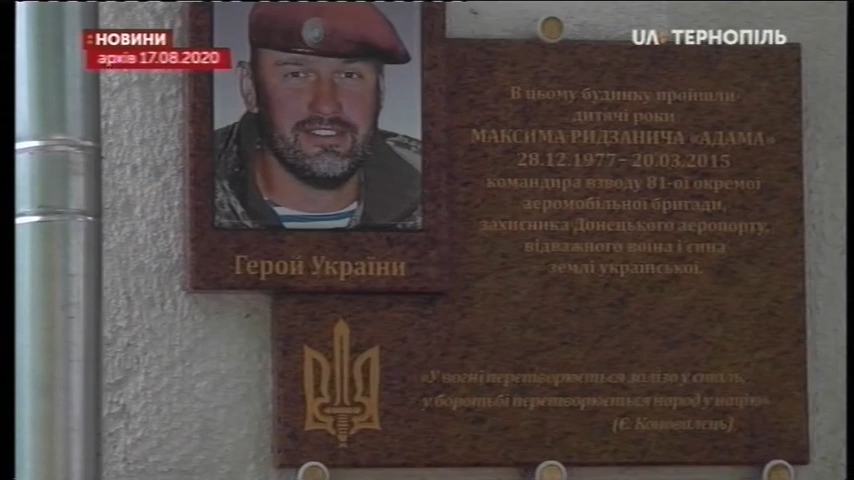 НОВИНИ
архів 17.08.2020
UA: ТЕРНОПІЛЬ
В цьому будинку пройшли
дитячі роки
МАКСИМА РИДЗАНИЧА «АДАМА»
28.12.1977– 20.03.2015
командира взводу 81-ої окремої
аеромобільної бригади,
захисника Донецького аеропорту,
відважного воїна і сина
землі української.
Герой України
«У вогні перетворюється залізо у сталь,
у боротьбі перетворюється народ у націю»
(Є. Коновалець)